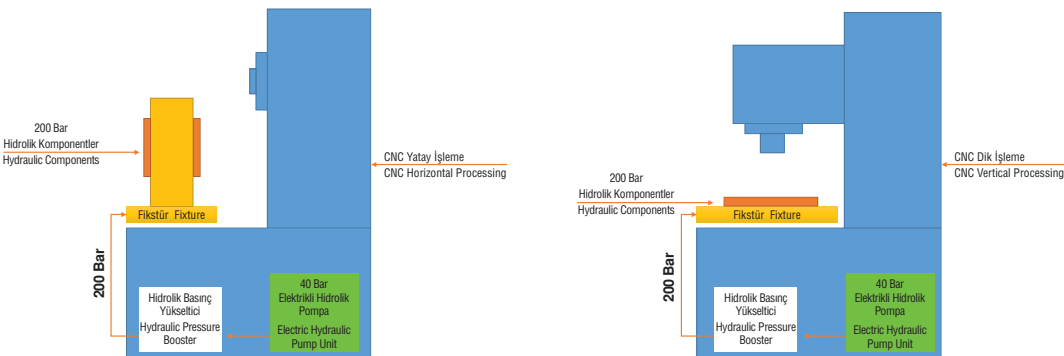 200 Bar
Hidrolik Komponentler
Hydraulic Components
CNC Yatay İşleme
CNC Horizontal Processing
Fikstür Fixture
200 Bar
Hidrolik Basınç
Yükseltici
Hydraulic Pressure
Booster
40 Bar
Elektrikli Hidrolik
Pompa
Electric Hydraulic
Pump Unit
200 Bar
Hidrolik Komponentler
Hydraulic Components
CNC Dik İşleme
CNC Vertical Processing
Fikstür Fixture
200 Bar
Hidrolik Basınç
Yükseltici
Hydraulic Pressure
Booster
40 Bar
Elektrikli Hidrolik
Pompa
Electric Hydraulic
Pump Unit